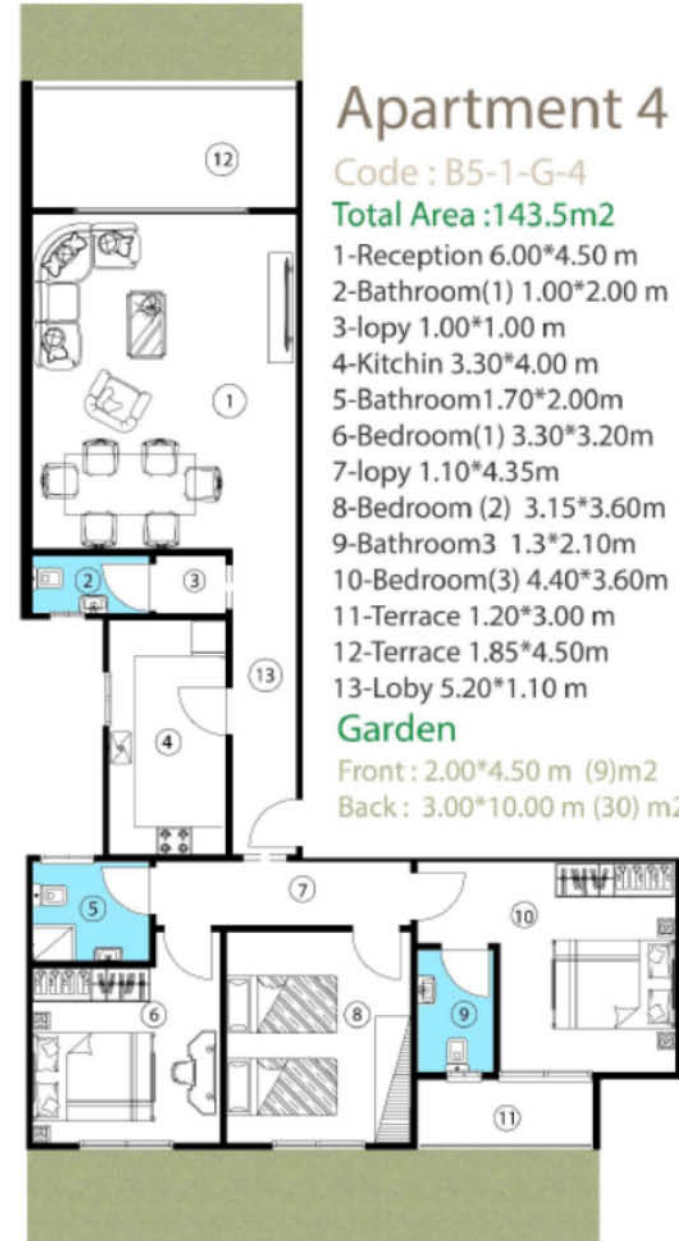 Apartment 4
Code : B5-1-G-4
Total Area :143.5m2
1-Reception 6.00*4.50 m
2-Bathroom(1) 1.00*2.00 m
3-lopy 1.00*1.00 m
4-Kitchin 3.30*4.00 m
5-Bathroom1.70*2.00m
6-Bedroom(1) 3.30*3.20m
7-lopy 1.10*4.35m
8-Bedroom (2) 3.15*3.60m
9-Bathroom3 1.3*2.10m
10-Bedroom(3) 4.40*3.60m
11-Terrace 1.20*3.00 m
12-Terrace 1.85*4.50m
13-Loby 5.20*1.10 m
Garden
Front : 2.00*4.50 m (9)m2
Back : 3.00*10.00 m (30) m2
12
1
2
3
13
4
7
5
10
6
8
9
11